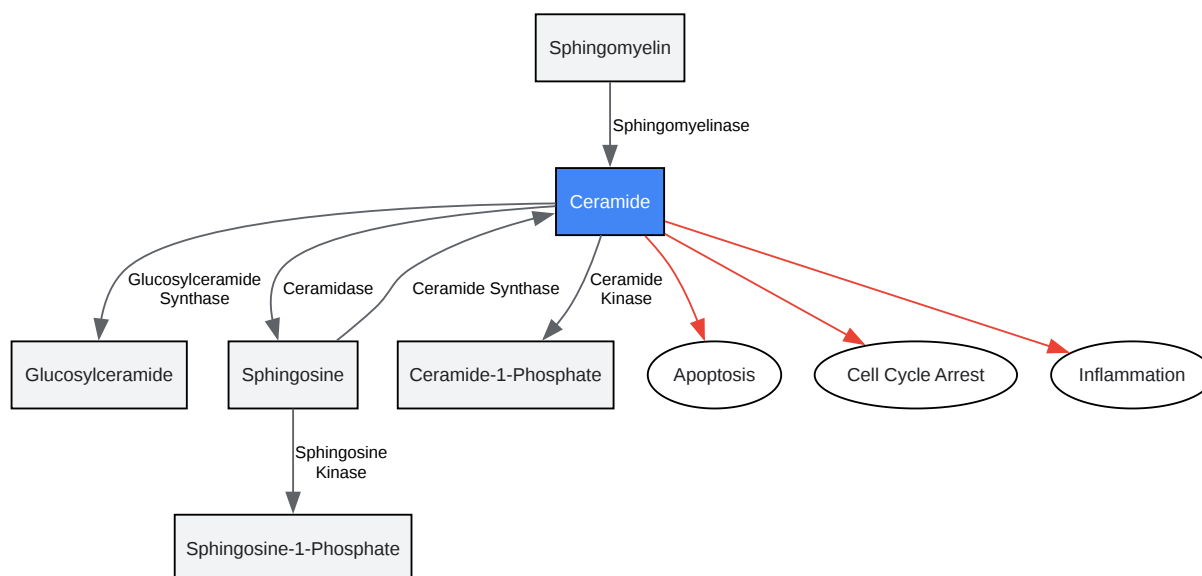 Sphingomyelin
Sphingomyelinase
Ceramide
Glucosylceramide
Synthase
Ceramidase
Ceramide Synthase
Ceramide
Kinase
Glucosylceramide
Sphingosine
Ceramide-1-Phosphate
Apoptosis
Cell Cycle Arrest
Inflammation
Sphingosine
Kinase
Sphingosine-1-Phosphate